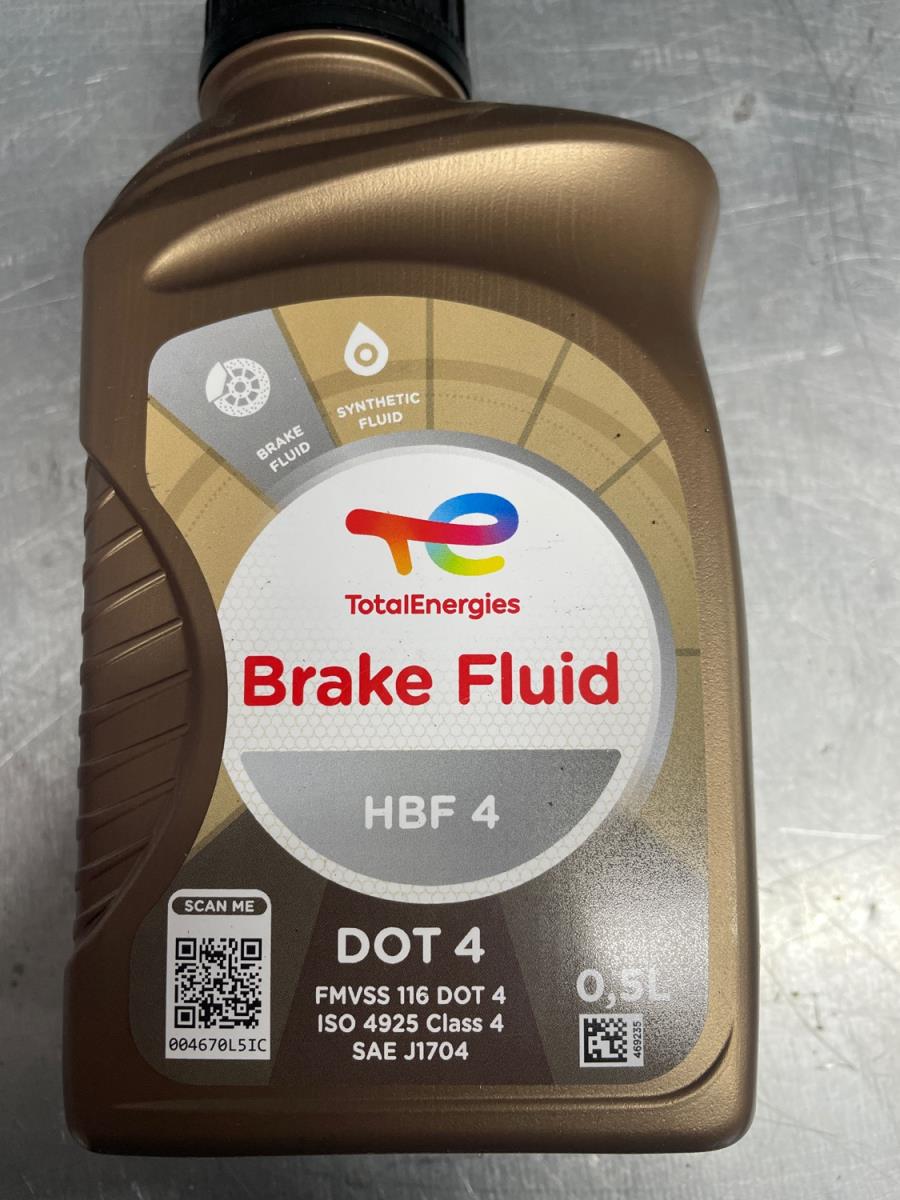 BRAKE
FLUID
SYNTHETIC
FLUID
TotalEnergies
Brake Fluid
HBF 4
SCAN ME
004670L5IC
DOT 4
FMVSS 116 DOT 4
ISO 4925 Class 4
SAE J1704
0,5L
469235